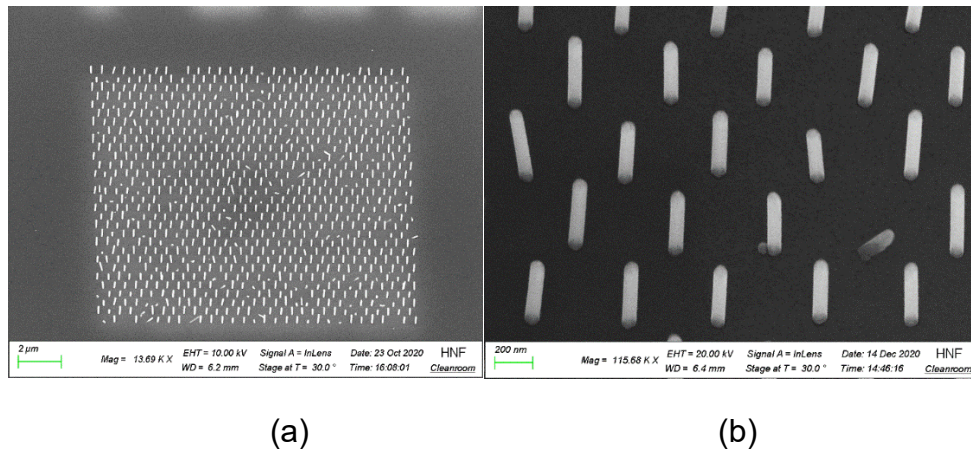 2 µm
Mag = 13.69 K X
EHT = 10.00 kV
WD = 6.2 mm
Signal A = InLens
Stage at T = 30.0 °
Date: 23 Oct 2020
Time: 16:08:01
HNF
Cleanroom
200 nm
Mag = 115.68 K X
EHT = 20.00 kV
WD = 6.4 mm
Signal A = InLens
Stage at T = 30.0 °
Date: 14 Dec 2020
Time: 14:46:16
HNF
Cleanroom
(a)
(b)